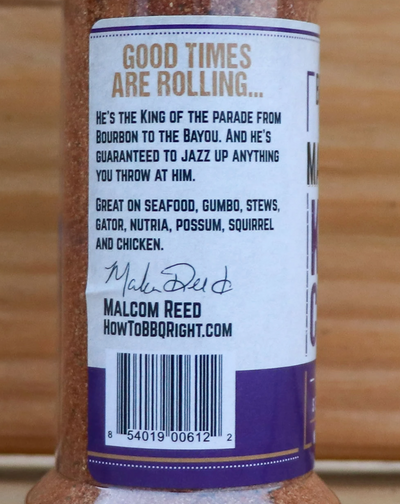 GOOD TIMES
ARE ROLLING...
HE'S THE KING OF THE PARADE FROM
BOURBON TO THE BAYOU. AND HE'S
GUARANTEED TO JAZZ UP ANYTHING
YOU THROW AT HIM.
GREAT ON SEAFOOD, GUMBO, STEWS,
GATOR, NUTRIA, POSSUM, SQUIRREL
AND CHICKEN.
Malcom Reed
MALCOM REED
HOWTOBBQRIGHT.COM
8 54019 00612 2